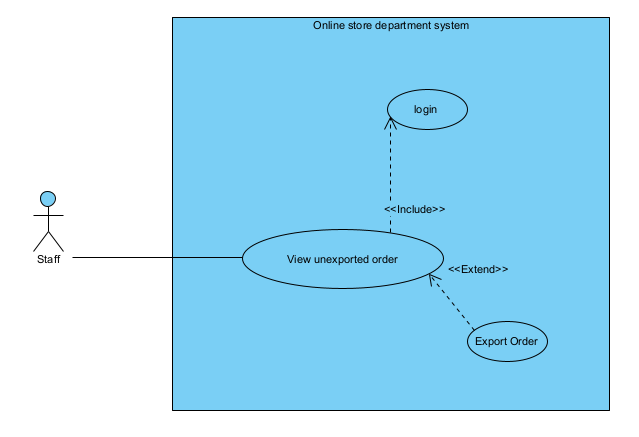 Online store department system
login
<<Include>>
Staff
View unexported order
<<Extend>>
Export Order